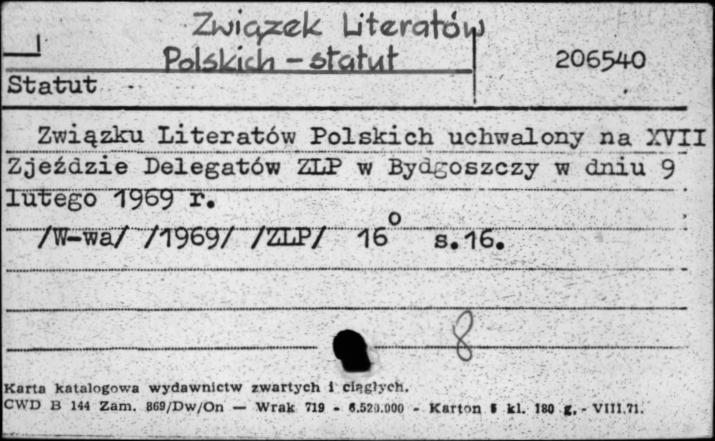 Związek Literatów
Polskich - statut
206540
Statut
Związku Literatów Polskich uchwalony na XVII
Zjeździe Delegatów ZLP w Bydgoszczy w dniu 9
lutego 1969 r.
/W-wa/ /1969/ /ZLP/ 16° s.16.
8
Karta katalogowa wydawnictw zwartych i ciągłych.
CWD B 144 Zam. 869/Dw/On — Wrak 719 - 6.520.000 - Karton kl. 180 g. - VIII.71.